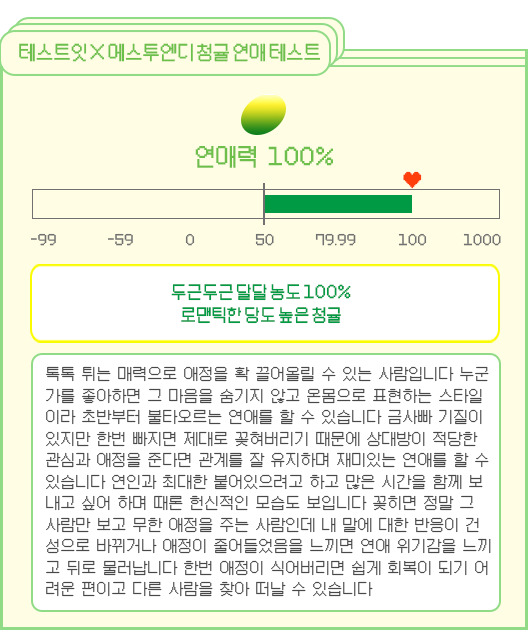 테스트잇 X 에스투엔디 청귤 연애 테스트
연애력 100%
-99 -59 0 50 79.99 100 1000
두근두근 달달 농도 100%
로맨틱한 당도 높은 청귤
톡톡 튀는 매력으로 애정을 확 끌어올릴 수 있는 사람입니다 누군
가를 좋아하면 그 마음을 숨기지 않고 온몸으로 표현하는 스타일
이라 초반부터 불타오르는 연애를 할 수 있습니다 금사빠 기질이
있지만 한번 빠지면 제대로 꽂혀버리기 때문에 상대방이 적당한
관심과 애정을 준다면 관계를 잘 유지하며 재미있는 연애를 할 수
있습니다 연인과 최대한 붙어있으려고 하고 많은 시간을 함께 보
내고 싶어 하며 때론 헌신적인 모습도 보입니다 꽂히면 정말 그
사람만 보고 무한 애정을 주는 사람인데 내 말에 대한 반응이 건
성으로 바뀌거나 애정이 줄어들었음을 느끼면 연애 위기감을 느끼
고 뒤로 물러납니다 한번 애정이 식어버리면 쉽게 회복이 되기 어
려운 편이고 다른 사람을 찾아 떠날 수 있습니다